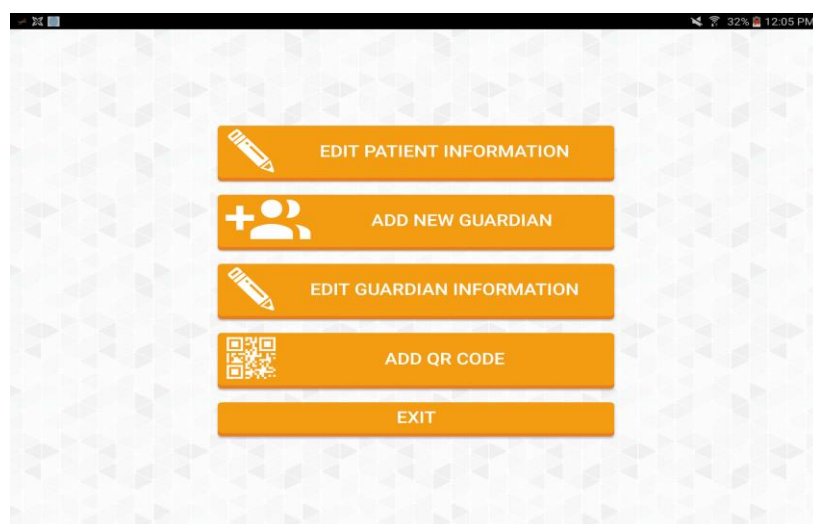 32% 12:05 PM
EDIT PATIENT INFORMATION
ADD NEW GUARDIAN
EDIT GUARDIAN INFORMATION
ADD QR CODE
EXIT